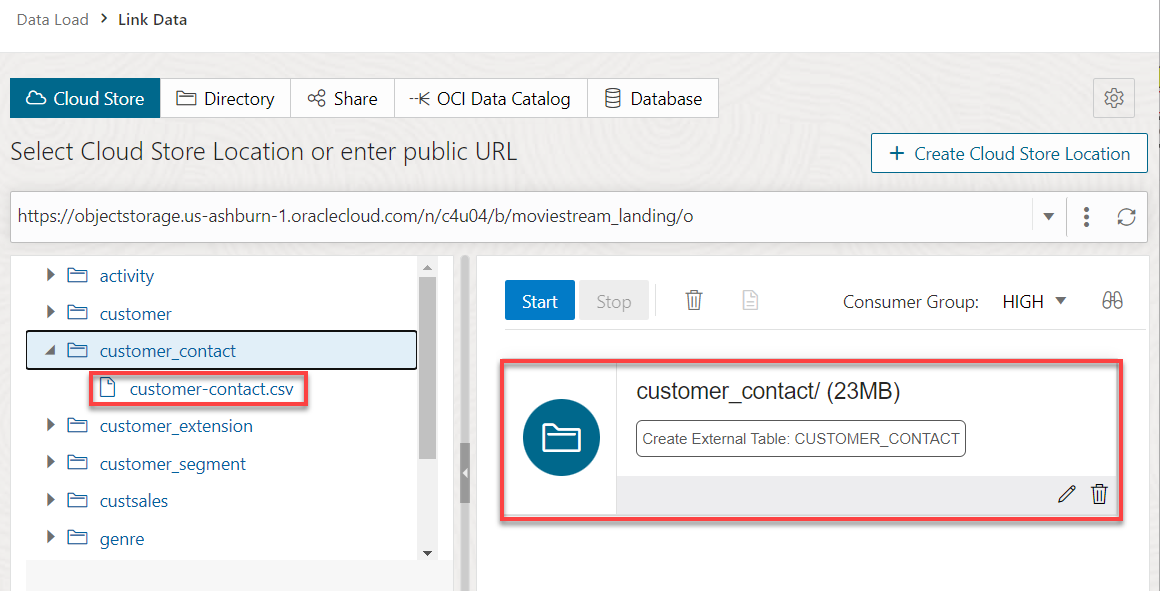 Data Load > Link Data
Cloud Store Directory Share OCI Data Catalog Database
Select Cloud Store Location or enter public URL
+ Create Cloud Store Location
https://objectstorage.us-ashburn-1.oraclecloud.com/n/c4u04/b/moviestream_landing/o
activity
customer
customer_contact
customer-contact.csv
customer_extension
customer_segment
custsales
genre
Start Stop Consumer Group: HIGH
customer_contact/ (23MB)
Create External Table: CUSTOMER_CONTACT